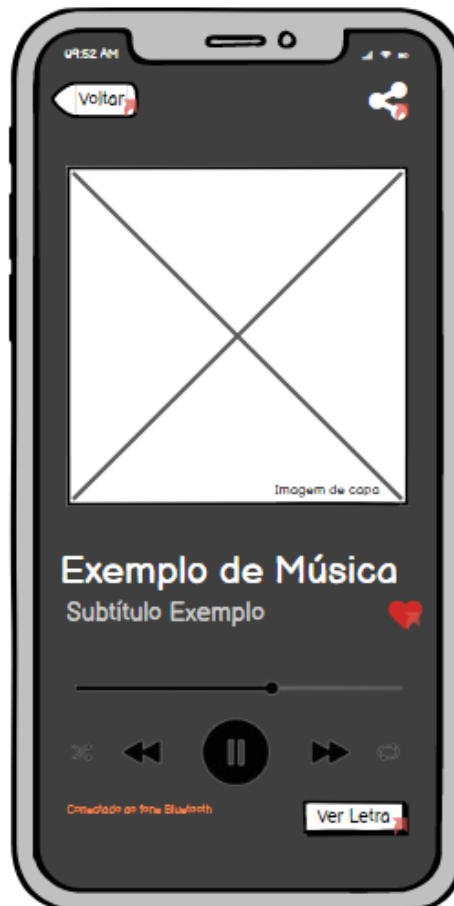 09:52 AM
Voltar
Imagem de capa
Exemplo de Música
Subtítulo Exemplo
Conectado ao fone Bluetooth
Ver Letra